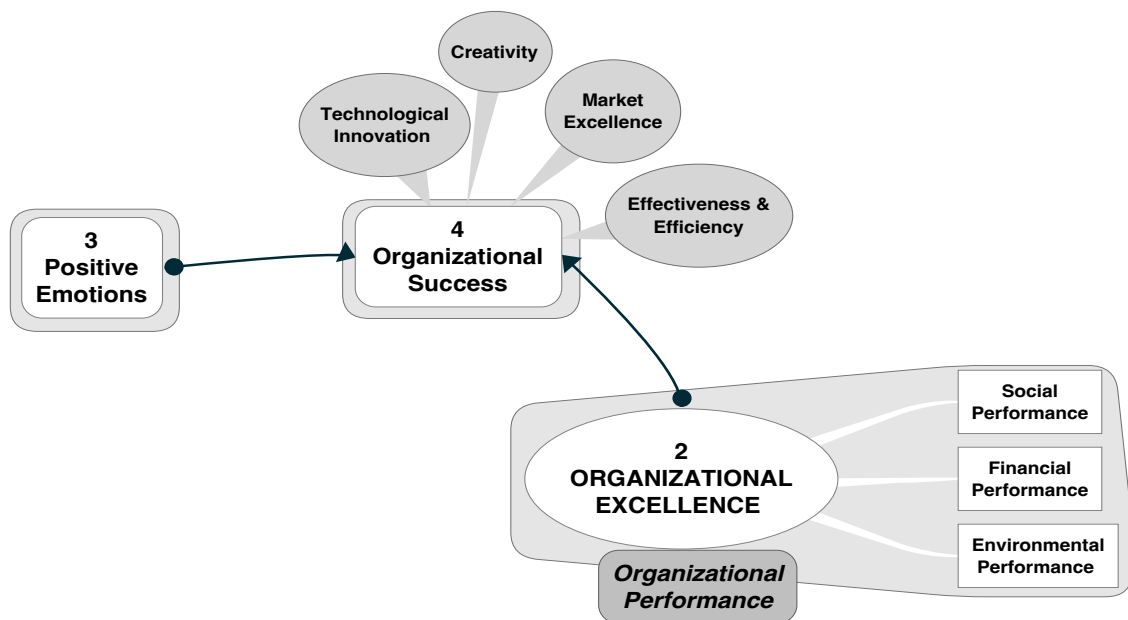 Creativity
Technological
Innovation
Market
Excellence
Effectiveness &
Efficiency
3
Positive
Emotions
4
Organizational
Success
2
ORGANIZATIONAL
EXCELLENCE
Social
Performance
Financial
Performance
Environmental
Performance
Organizational
Performance